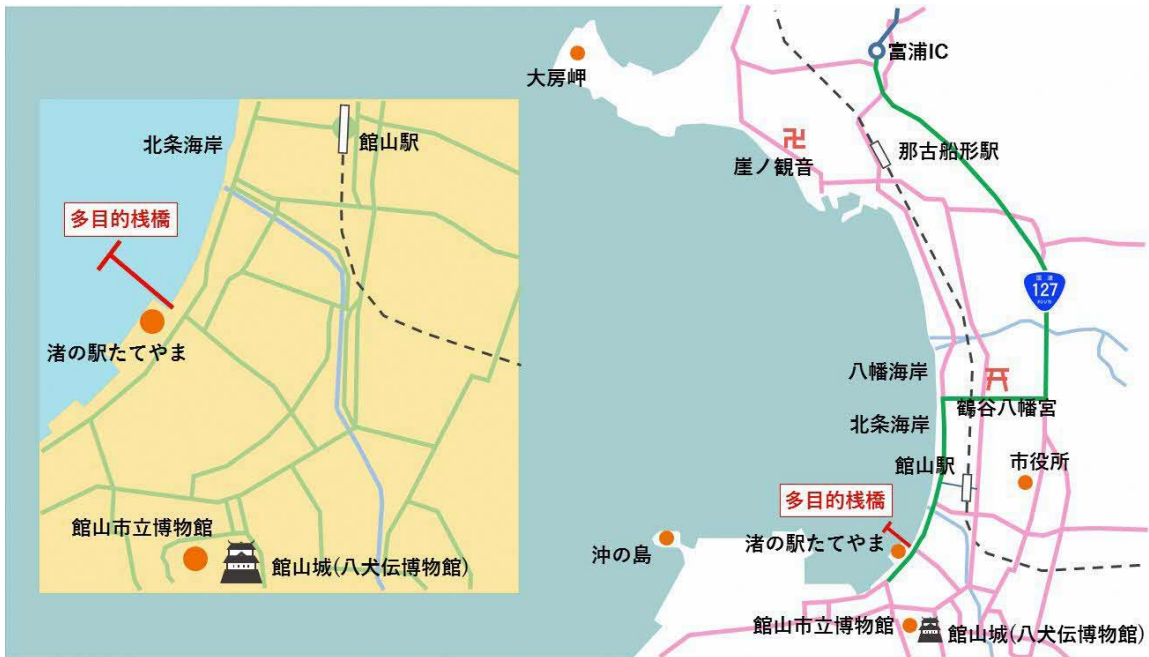 北条海岸
館山駅
多目的桟橋
渚の駅たてやま
館山市立博物館
館山城(八犬伝博物館)
大房岬
富浦IC
崖ノ観音
那古船形駅
127
八幡海岸
鶴谷八幡宮
北条海岸
館山駅
市役所
多目的桟橋
沖の島
渚の駅たてやま
館山市立博物館
館山城(八犬伝博物館)